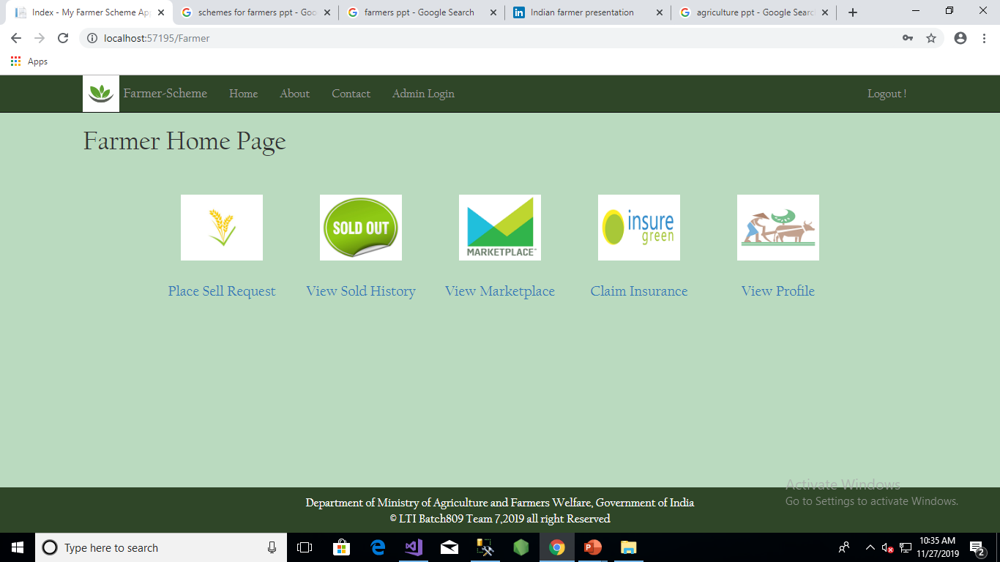 Index - My Farmer Scheme Ap
schemes for farmers ppt - Goo
farmers ppt - Google Search
in Indian farmer presentation
agriculture ppt - Google Searc
localhost:57195/Farmer
Apps
Farmer-Scheme Home About Contact Admin Login Logout !
Farmer Home Page
SOLD OUT
MARKETPLACE™
insure
green
Place Sell Request View Sold History View Marketplace Claim Insurance View Profile
Activate Windows
Go to Settings to activate Windows.
Department of Ministry of Agriculture and Farmers Welfare, Government of India
© LTI Batch809 Team 7,2019 all right Reserved
Type here to search
10:35 AM
11/27/2019
2